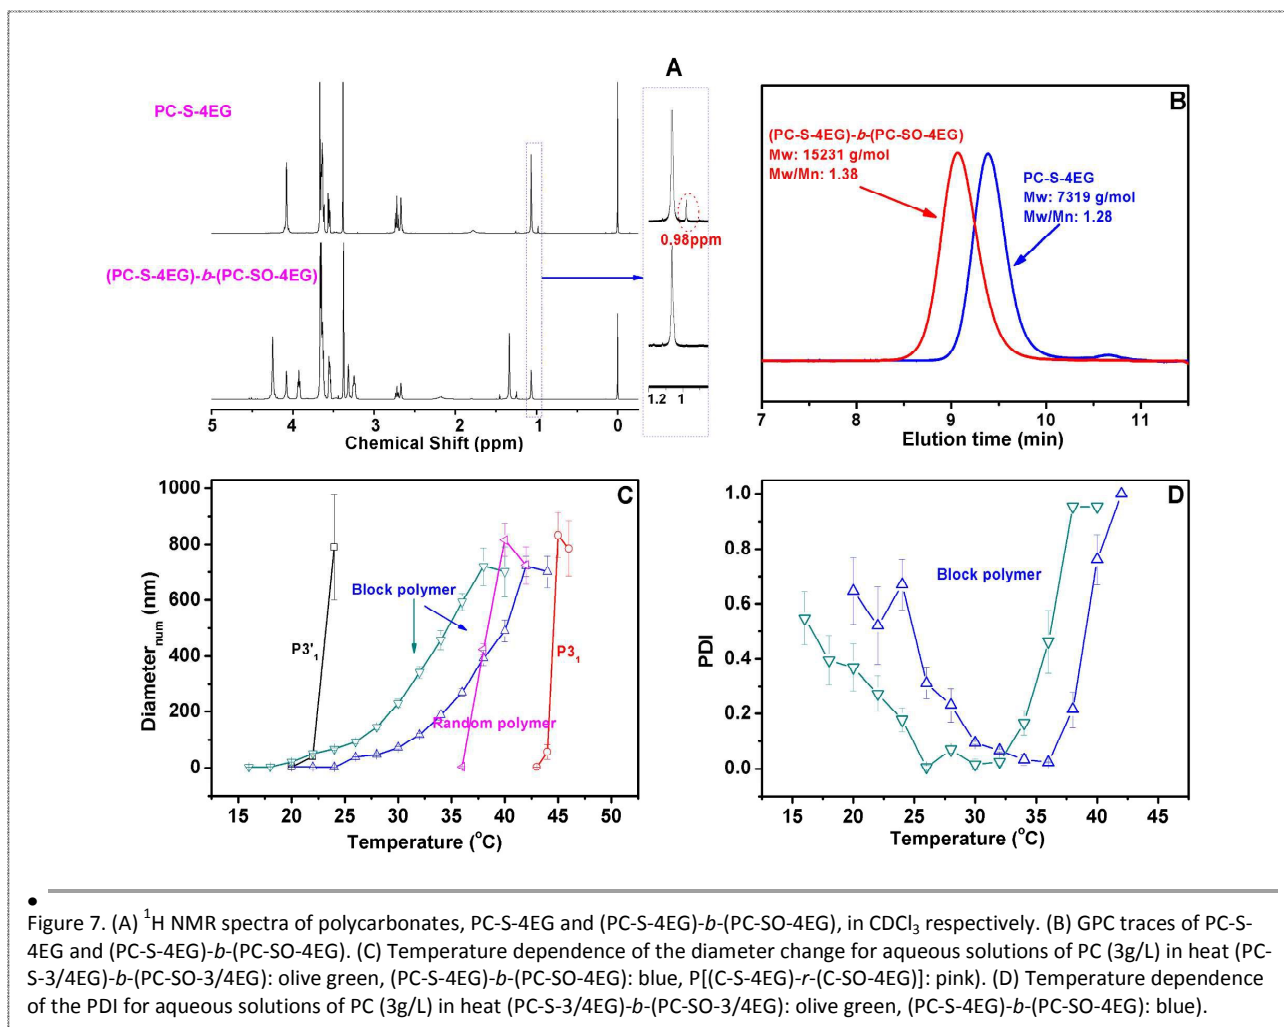 A
PC-S-4EG
0.98ppm
(PC-S-4EG)-b-(PC-SO-4EG)
1.2 1
5 4 3 2 1 0
Chemical Shift (ppm)
B
(PC-S-4EG)-b-(PC-SO-4EG)
Mw: 15231 g/mol
Mw/Mn: 1.38
PC-S-4EG
Mw: 7319 g/mol
Mw/Mn: 1.28
7 8 9 10 11
Elution time (min)
C
1000
800
600
400
200
0
Diameternum (nm)
Block polymer
P3'1
P31
Random polymer
15 20 25 30 35 40 45 50
Temperature (oC)
D
1.0
0.8
0.6
0.4
0.2
0.0
PDI
Block polymer
15 20 25 30 35 40 45
Temperature (oC)
•
Figure 7. (A) 1H NMR spectra of polycarbonates, PC-S-4EG and (PC-S-4EG)-b-(PC-SO-4EG), in CDCl3 respectively. (B) GPC traces of PC-S-
4EG and (PC-S-4EG)-b-(PC-SO-4EG). (C) Temperature dependence of the diameter change for aqueous solutions of PC (3g/L) in heat (PC-
S-3/4EG)-b-(PC-SO-3/4EG): olive green, (PC-S-4EG)-b-(PC-SO-4EG): blue, P[(C-S-4EG)-r-(C-SO-4EG)]: pink). (D) Temperature dependence
of the PDI for aqueous solutions of PC (3g/L) in heat (PC-S-3/4EG)-b-(PC-SO-3/4EG): olive green, (PC-S-4EG)-b-(PC-SO-4EG): blue).